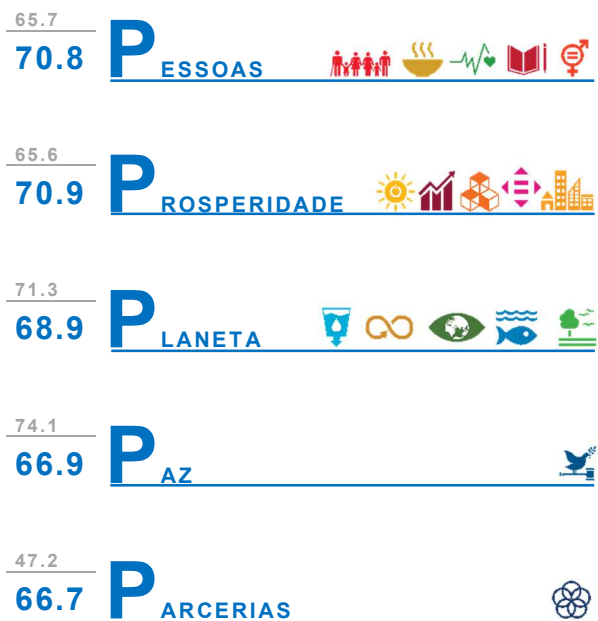 65.7
70.8 PESSOAS
65.6
70.9 PROSPERIDADE
71.3
68.9 PLANETA
74.1
66.9 PAZ
47.2
66.7 PARCERIAS